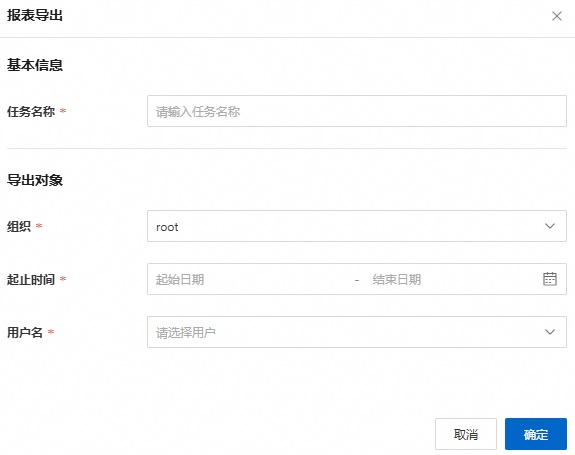 报表导出
基本信息
任务名称 * 请输入任务名称
导出对象
组织 * root
起止时间 * 起始日期 - 结束日期
用户名 * 请选择用户
取消 确定